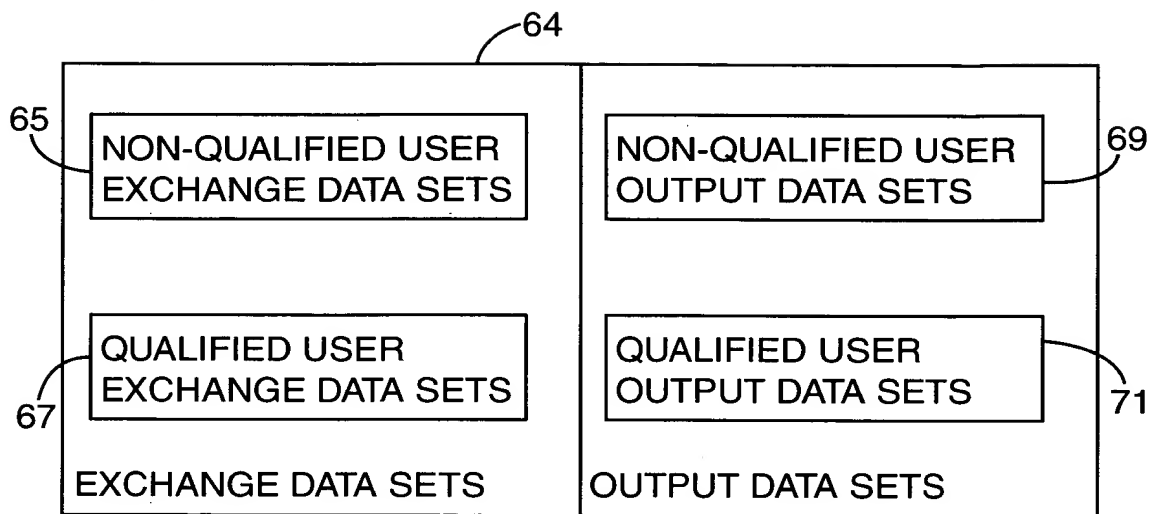 64
65
NON-QUALIFIED USER
EXCHANGE DATA SETS
NON-QUALIFIED USER
OUTPUT DATA SETS
69
67
QUALIFIED USER
EXCHANGE DATA SETS
QUALIFIED USER
OUTPUT DATA SETS
71
EXCHANGE DATA SETS
OUTPUT DATA SETS